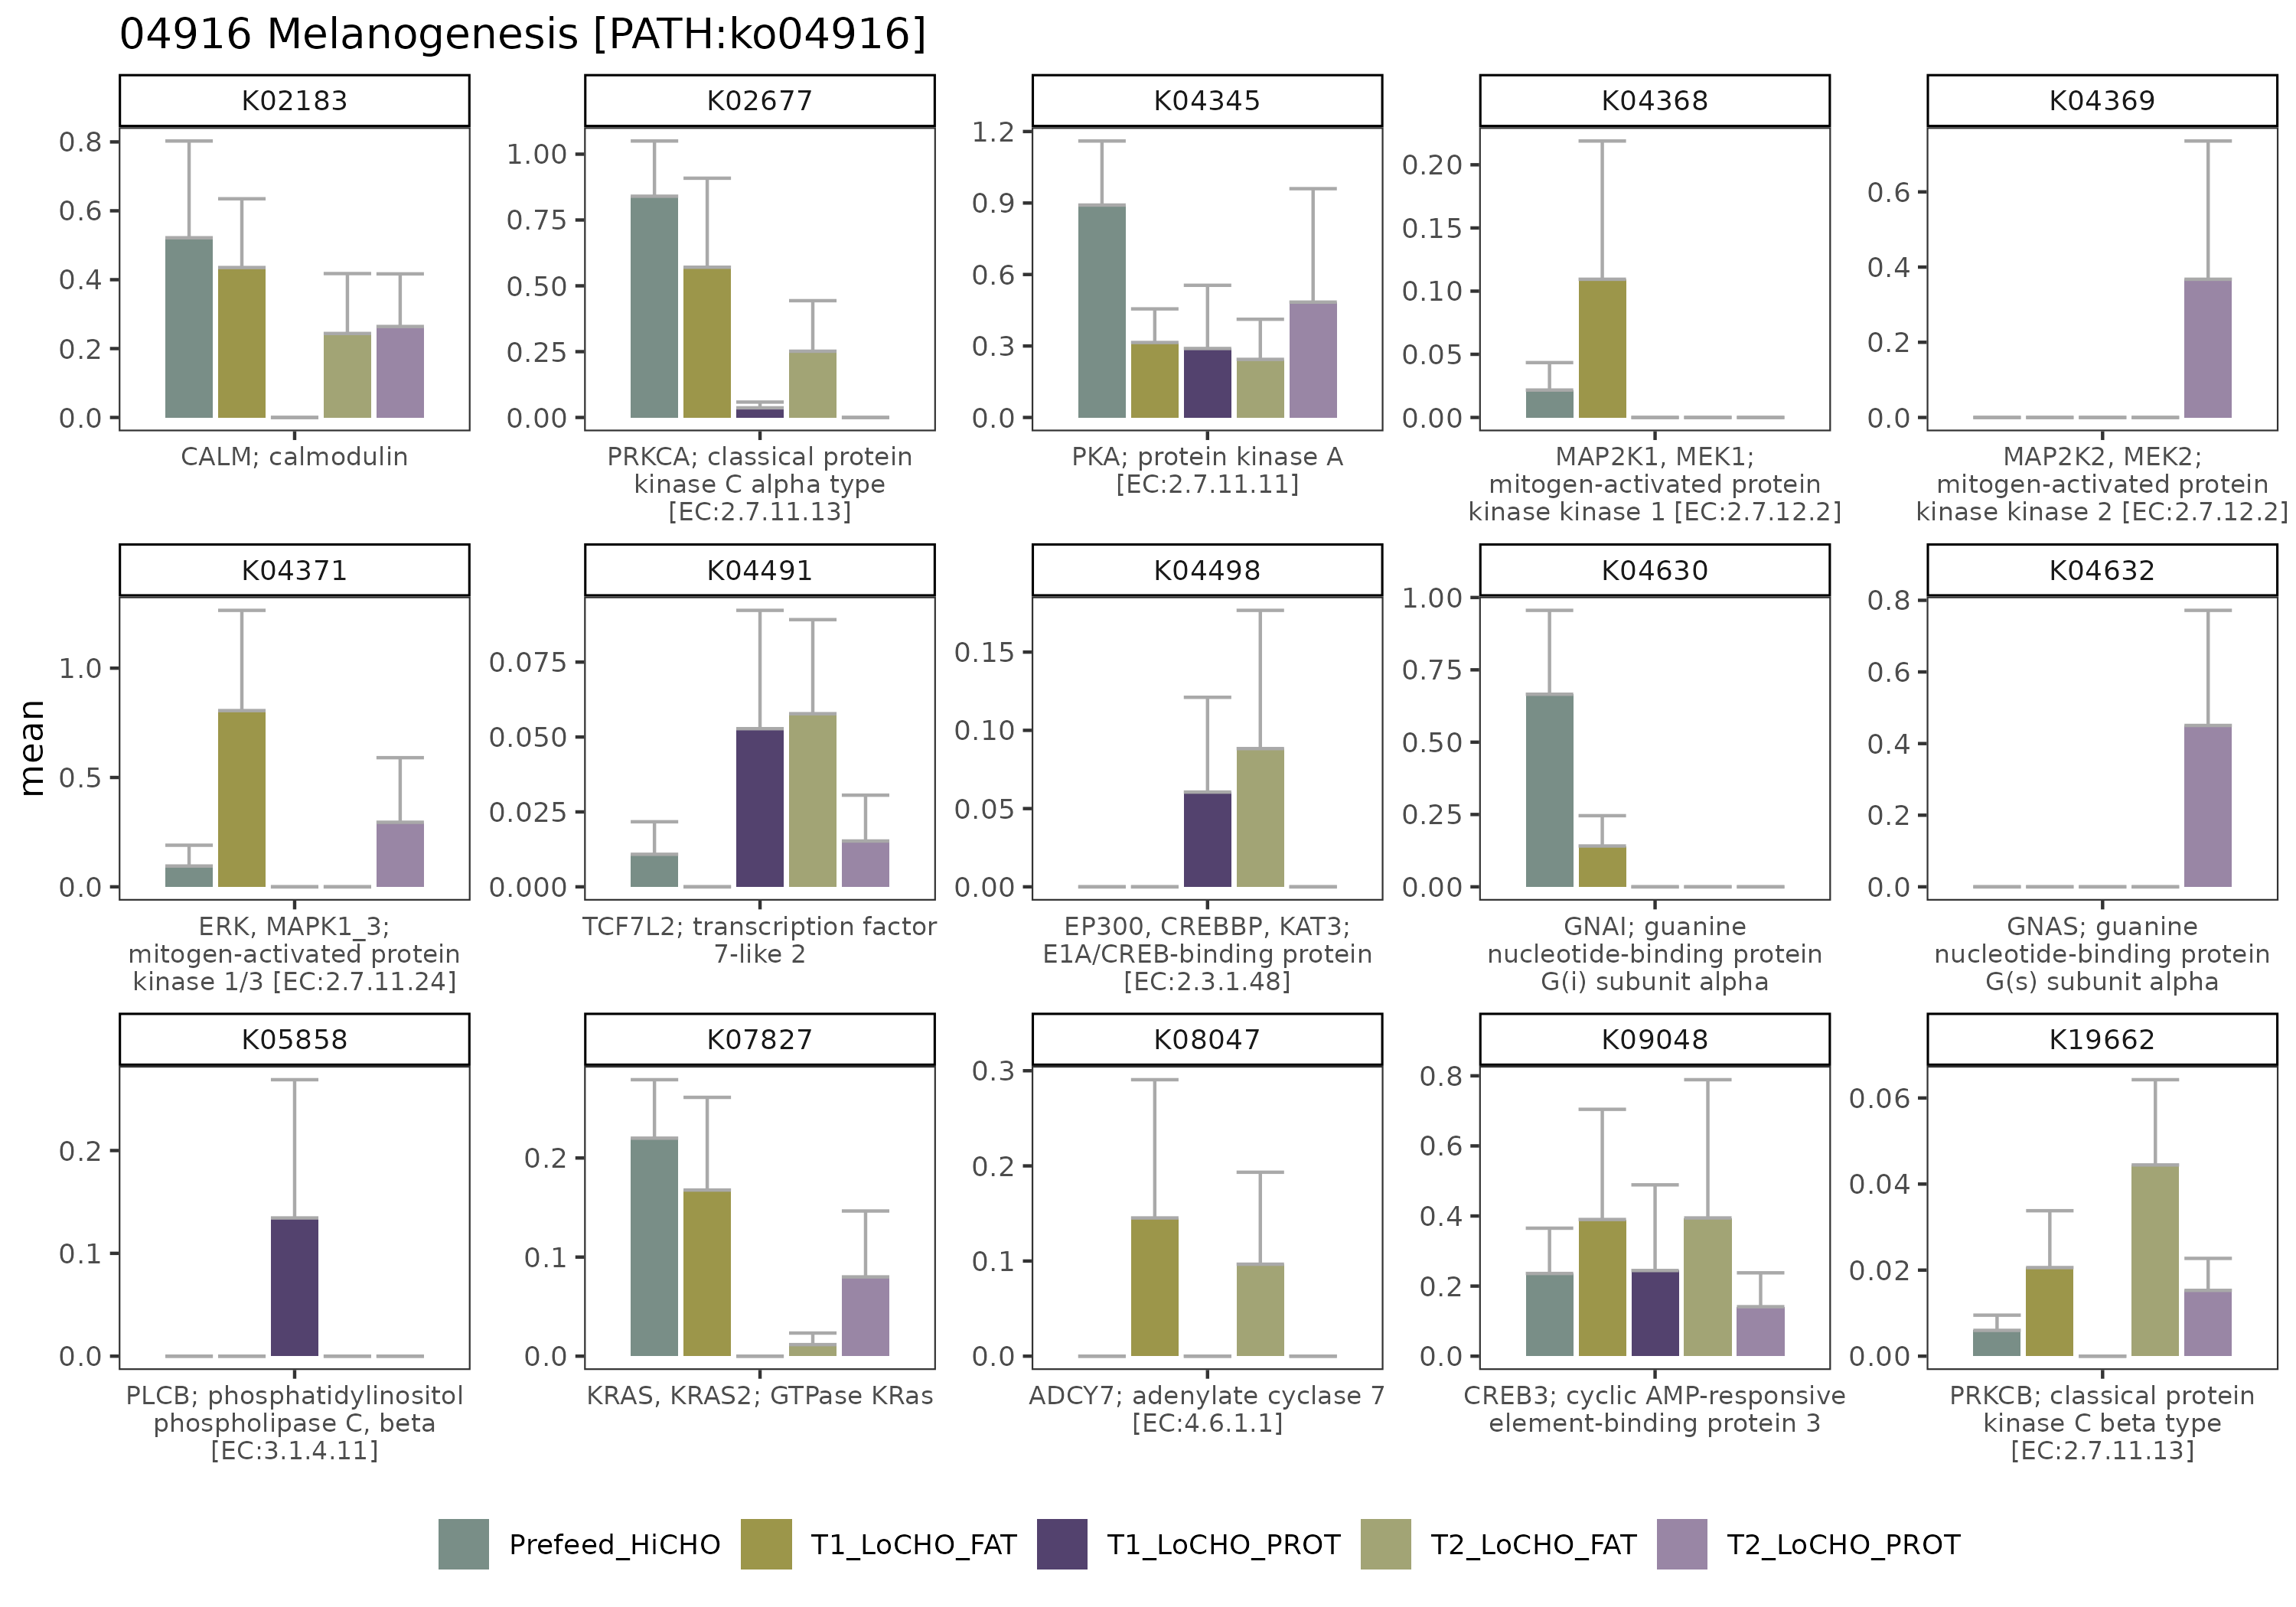 04916 Melanogenesis [PATH:ko04916]
K02183
K02677
K04345
K04368
K04369
0.8
0.6
0.4
0.2
0.0
1.00
0.75
0.50
0.25
0.00
1.2
0.9
0.6
0.3
0.0
0.20
0.15
0.10
0.05
0.00
0.6
0.4
0.2
0.0
CALM; calmodulin
PRKCA; classical protein
kinase C alpha type
[EC:2.7.11.13]
PKA; protein kinase A
[EC:2.7.11.11]
MAP2K1, MEK1;
mitogen-activated protein
kinase kinase 1 [EC:2.7.12.2]
MAP2K2, MEK2;
mitogen-activated protein
kinase kinase 2 [EC:2.7.12.2]
mean
K04371
K04491
K04498
K04630
K04632
1.0
0.5
0.0
0.075
0.050
0.025
0.000
0.15
0.10
0.05
0.00
1.00
0.75
0.50
0.25
0.00
0.8
0.6
0.4
0.2
0.0
ERK, MAPK1_3;
mitogen-activated protein
kinase 1/3 [EC:2.7.11.24]
TCF7L2; transcription factor
7-like 2
EP300, CREBBP, KAT3;
E1A/CREB-binding protein
[EC:2.3.1.48]
GNAI; guanine
nucleotide-binding protein
G(i) subunit alpha
GNAS; guanine
nucleotide-binding protein
G(s) subunit alpha
K05858
K07827
K08047
K09048
K19662
0.2
0.1
0.0
0.2
0.1
0.0
0.3
0.2
0.1
0.0
0.8
0.6
0.4
0.2
0.0
0.06
0.04
0.02
0.00
PLCB; phosphatidylinositol
phospholipase C, beta
[EC:3.1.4.11]
KRAS, KRAS2; GTPase KRas
ADCY7; adenylate cyclase 7
[EC:4.6.1.1]
CREB3; cyclic AMP-responsive
element-binding protein 3
PRKCB; classical protein
kinase C beta type
[EC:2.7.11.13]
Prefeed_HiCHO
T1_LoCHO_FAT
T1_LoCHO_PROT
T2_LoCHO_FAT
T2_LoCHO_PROT